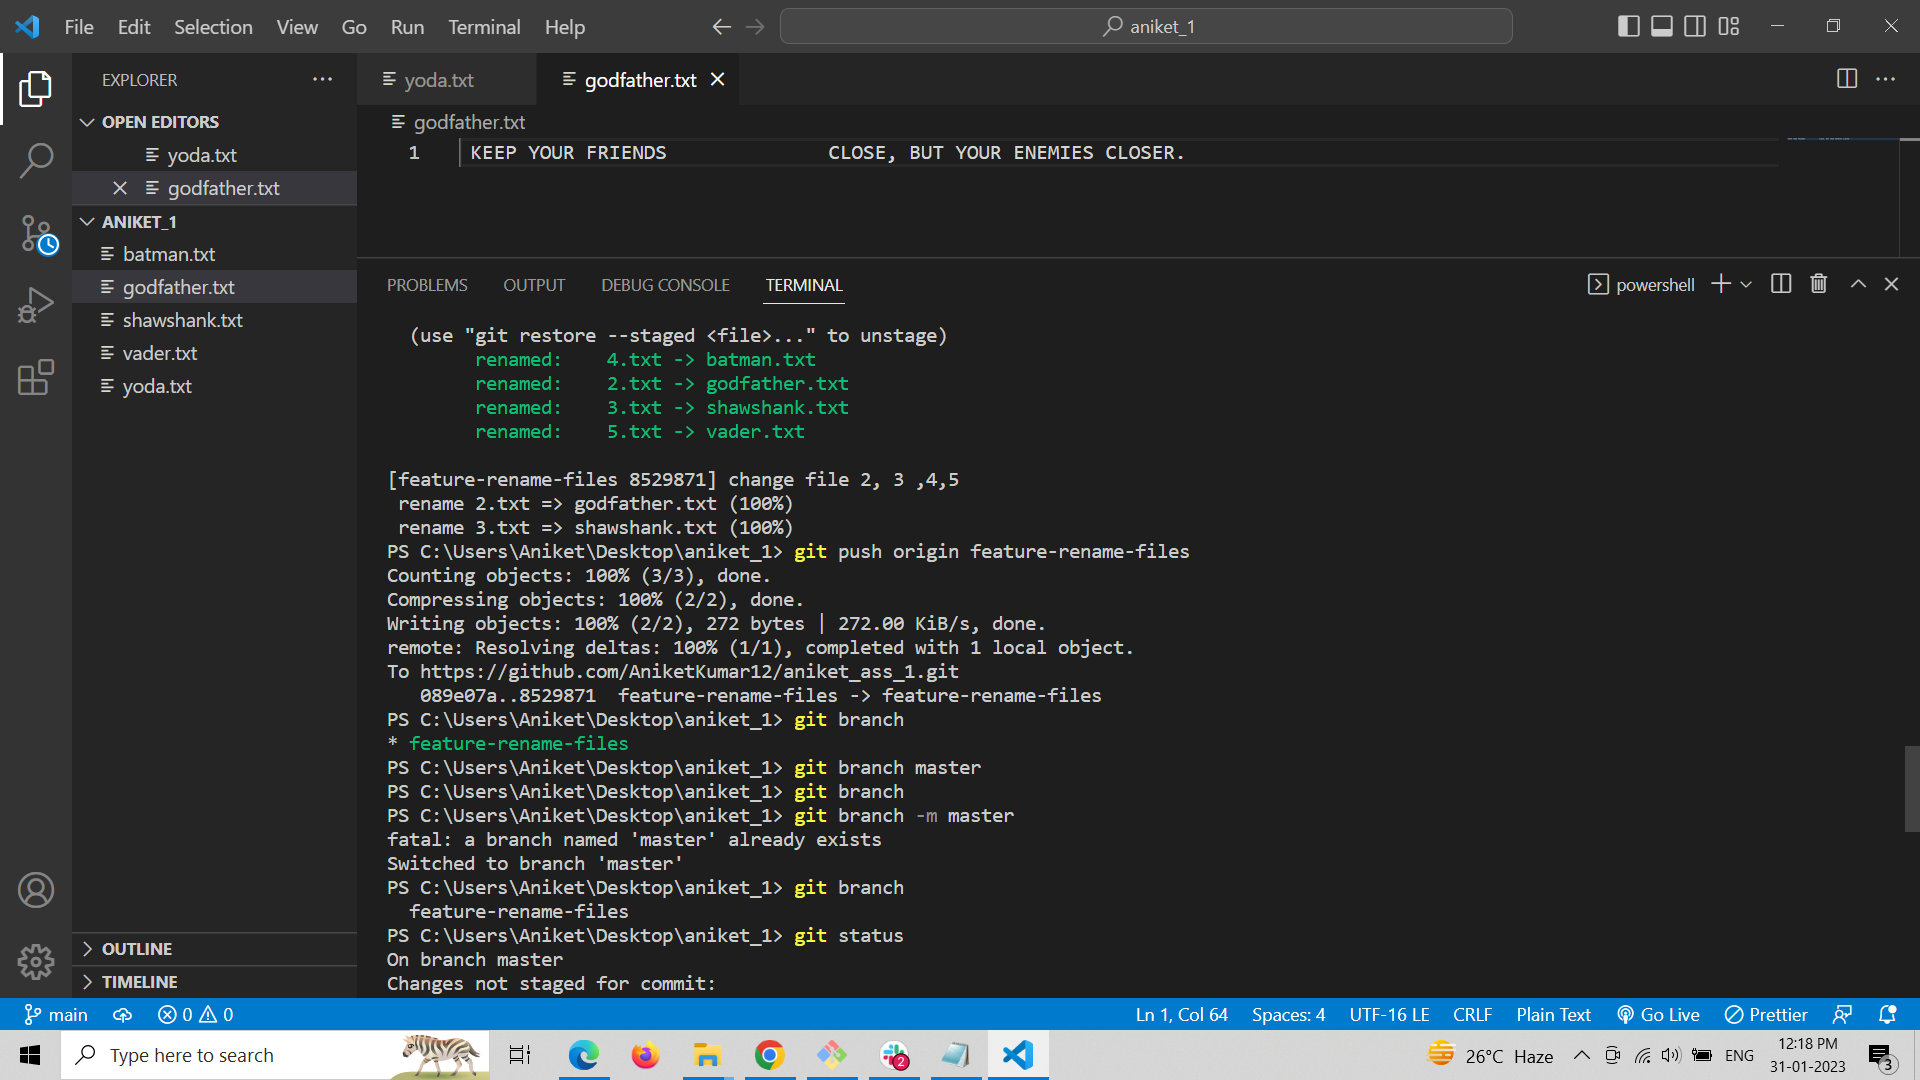 File Edit Selection View Go Run Terminal Help
aniket_1
EXPLORER
OPEN EDITORS
yoda.txt
godfather.txt
ANIKET_1
batman.txt
godfather.txt
shawshank.txt
vader.txt
yoda.txt
OUTLINE
TIMELINE
yoda.txt godfather.txt
godfather.txt
1 KEEP YOUR FRIENDS CLOSE, BUT YOUR ENEMIES CLOSER.
PROBLEMS OUTPUT DEBUG CONSOLE TERMINAL
powershell
(use "git restore --staged <file>..." to unstage)
renamed: 4.txt -> batman.txt
renamed: 2.txt -> godfather.txt
renamed: 3.txt -> shawshank.txt
renamed: 5.txt -> vader.txt
[feature-rename-files 8529871] change file 2, 3 ,4,5
rename 2.txt => godfather.txt (100%)
rename 3.txt => shawshank.txt (100%)
PS C:\Users\Aniket\Desktop\aniket_1> git push origin feature-rename-files
Counting objects: 100% (3/3), done.
Compressing objects: 100% (2/2), done.
Writing objects: 100% (2/2), 272 bytes | 272.00 KiB/s, done.
remote: Resolving deltas: 100% (1/1), completed with 1 local object.
To https://github.com/AniketKumar12/aniket_ass_1.git
089e07a..8529871 feature-rename-files -> feature-rename-files
PS C:\Users\Aniket\Desktop\aniket_1> git branch
* feature-rename-files
PS C:\Users\Aniket\Desktop\aniket_1> git branch master
PS C:\Users\Aniket\Desktop\aniket_1> git branch
PS C:\Users\Aniket\Desktop\aniket_1> git branch -m master
fatal: a branch named 'master' already exists
Switched to branch 'master'
PS C:\Users\Aniket\Desktop\aniket_1> git branch
feature-rename-files
PS C:\Users\Aniket\Desktop\aniket_1> git status
On branch master
Changes not staged for commit:
main 0 0 Ln 1, Col 64 Spaces: 4 UTF-16 LE CRLF Plain Text Go Live Prettier
Type here to search
2
26°C Haze
ENG
12:18 PM
31-01-2023
3